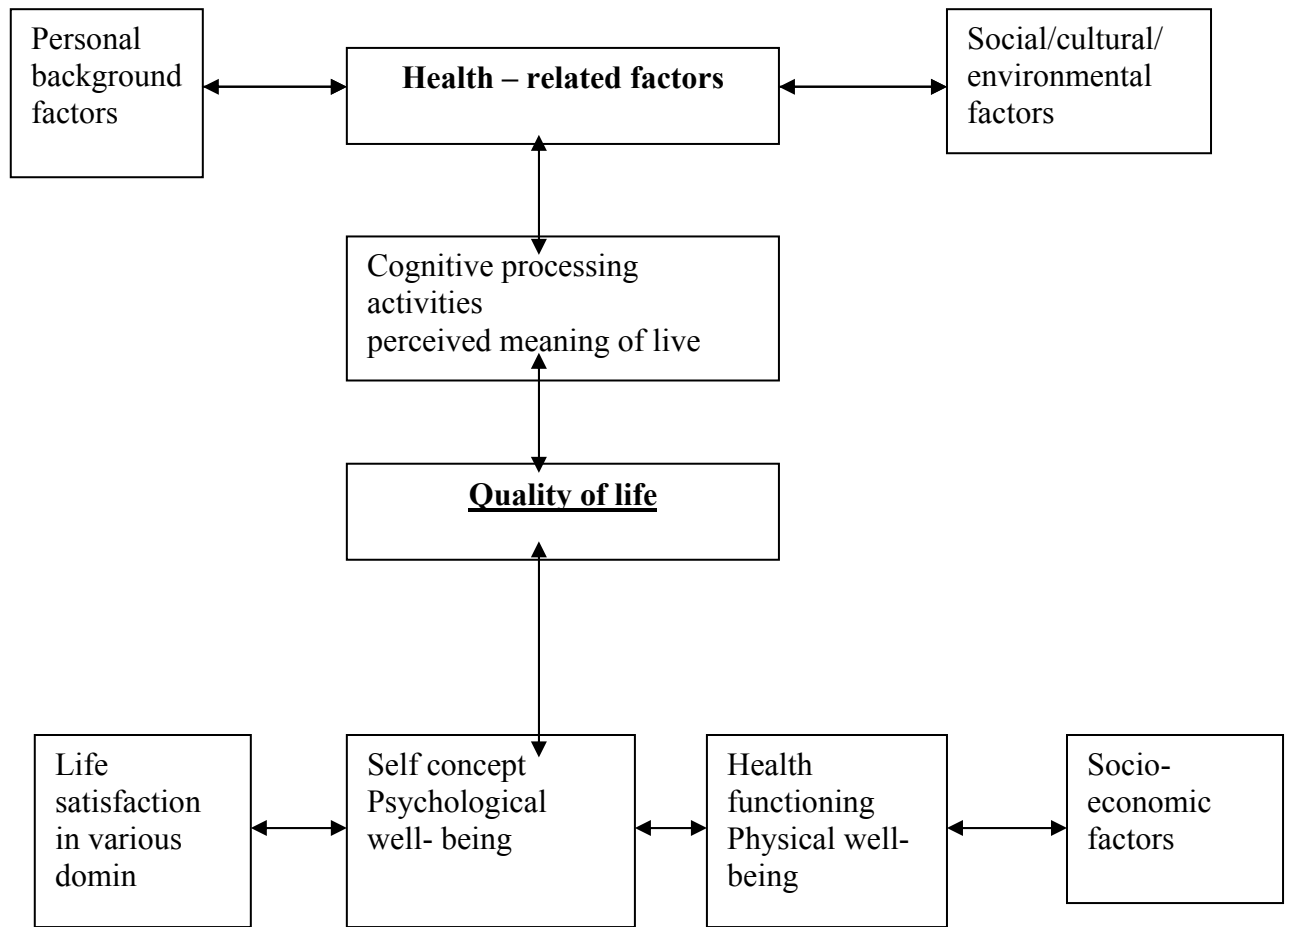 Personal
background
factors
Health – related factors
Social/cultural/
environmental
factors
Cognitive processing
activities
perceived meaning of live
Quality of life
Life
satisfaction
in various
domin
Self concept
Psychological
well- being
Health
functioning
Physical well-
being
Socio-
economic
factors